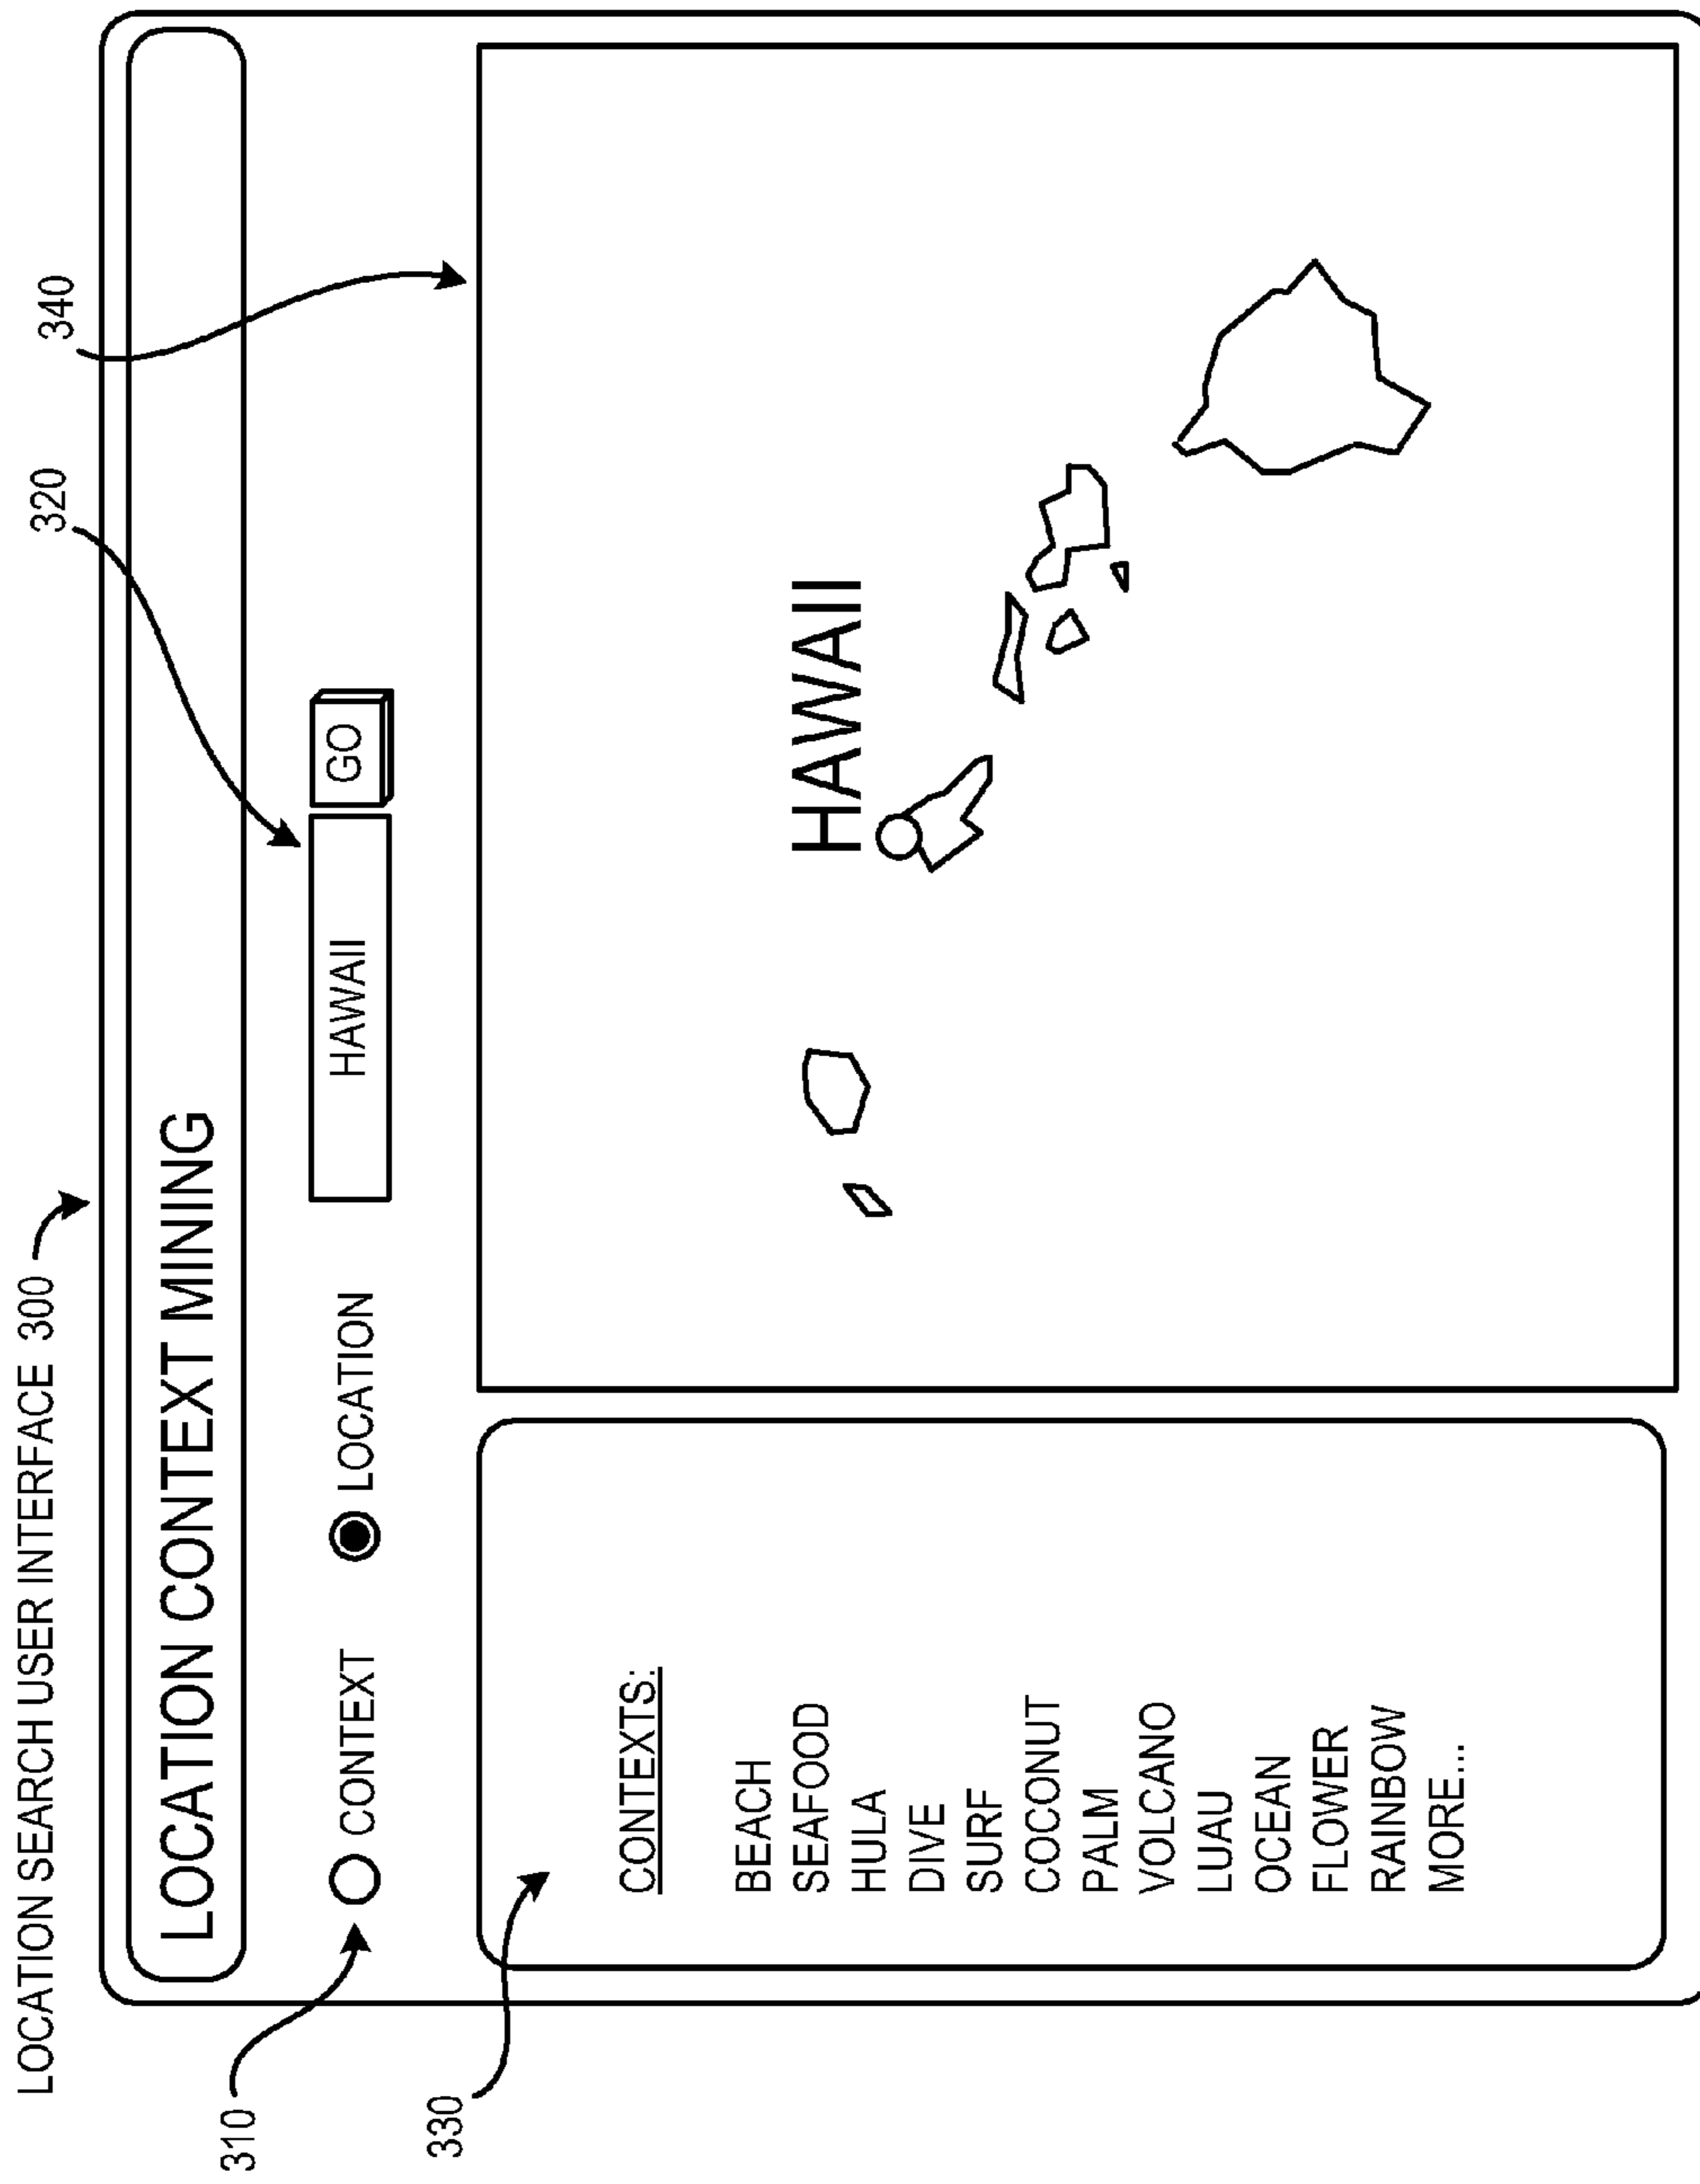 LOCATION SEARCH USER INTERFACE 300
320
340
LOCATION CONTEXT MINING
310
CONTEXT
LOCATION
HAWAII
GO
330
CONTEXTS:
BEACH
SEAFOOD
HULA
DIVE
SURF
COCONUT
PALM
VOLCANO
LUAU
OCEAN
FLOWER
RAINBOW
MORE...
HAWAII